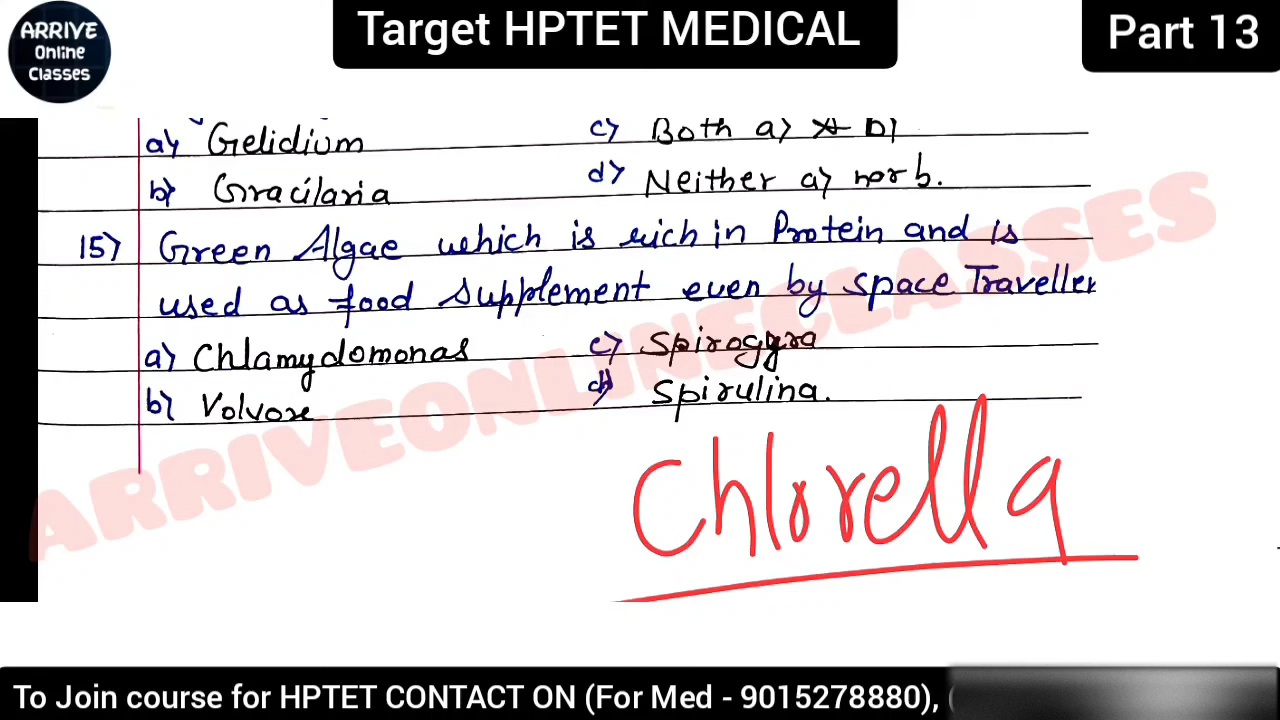 ARRIVE
Online
Classes
Target HPTET MEDICAL
Part 13
a) Gelidium
c) Both a) & b)
b) Gracilaria
d) Neither a) nor b.
15) Green Algae which is rich in Protein and is
used as food Supplement even by space Traveller
a) Chlamydomonas
c) Spirogyra
b) Volvox
d) Spirulina.
Chlorella
ARRIVEONLINECLASSES
To Join course for HPTET CONTACT ON (For Med - 9015278880), (